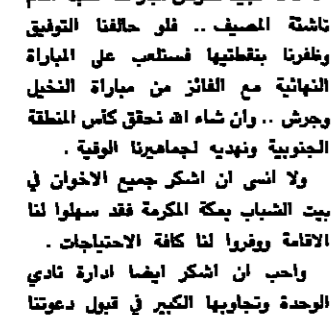 ناشئة المصيف .. فلو حالفنا التوفيق
وظفرنا بنقطتيها فسنلعب على المباراة
النهائية مع الفائز من مباراة النخيل
وجرش .. وان شاء الله نحقق كأس المنطقة
الجنوبية ونهديه لجماهيرنا الوفية .
ولا انسى ان اشكر جميع الاخوان في
بيت الشباب بمكة المكرمة فقد سهلوا لنا
الاقامة ووفروا لنا كافة الاحتياجات .
واحب ان اشكر ايضا ادارة نادي
الوحدة وتجاوبها الكبير في قبول دعوتنا